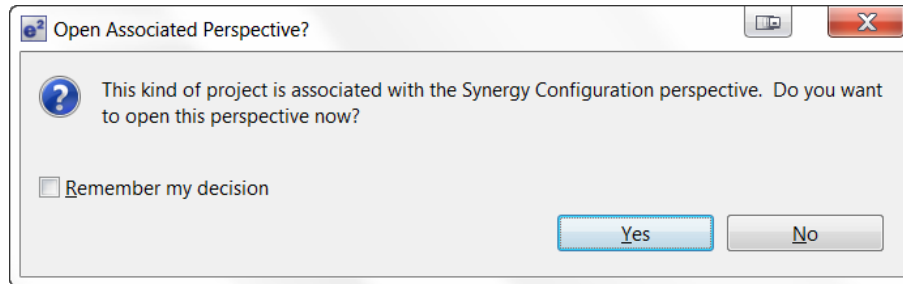 e² Open Associated Perspective?
X
This kind of project is associated with the Synergy Configuration perspective.  Do you want
to open this perspective now?
Remember my decision
Yes
No